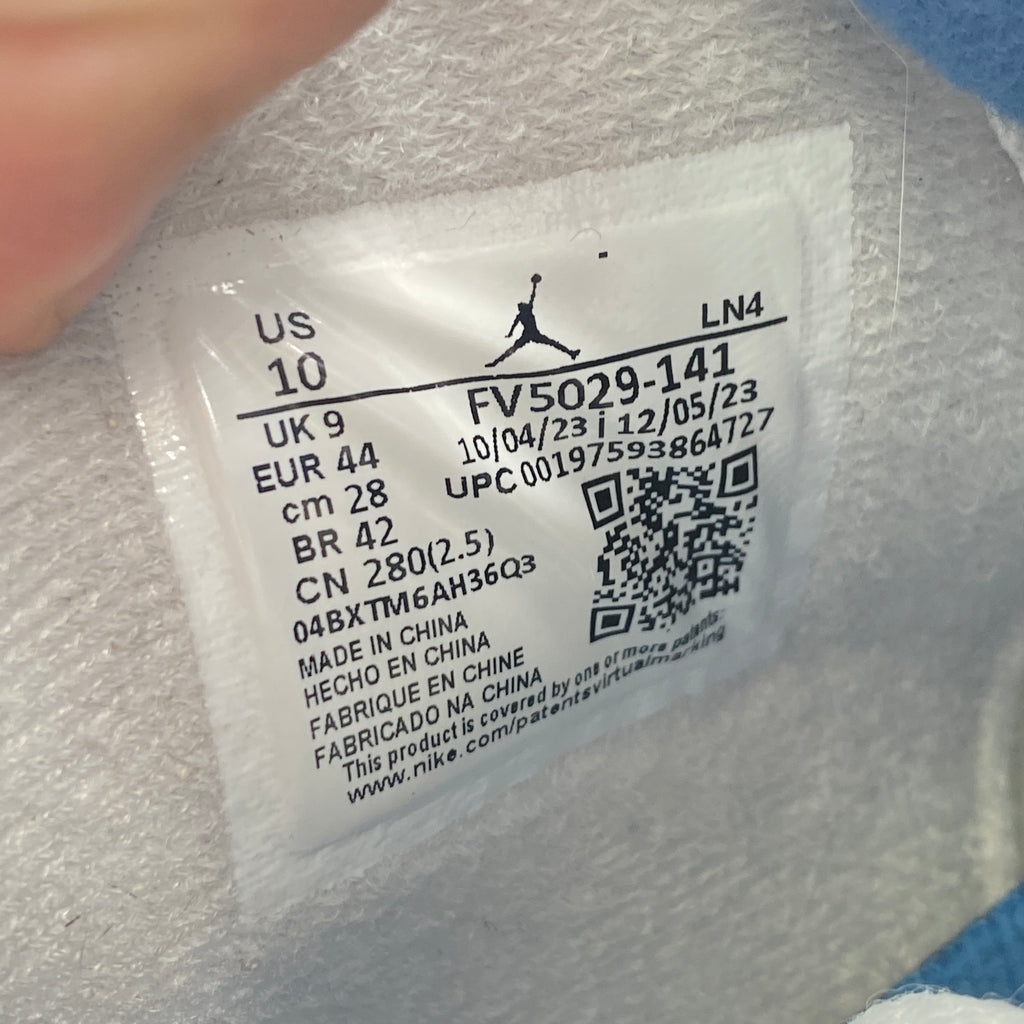 US
10
LN4
UK 9
EUR 44
cm 28
BR 42
CN 280(2.5)
04BXTM6AH36Q3
FV5029-141
10/04/23 i 12/05/23
UPC 00197593864727
MADE IN CHINA
HECHO EN CHINA
FABRIQUE EN CHINE
FABRICADO NA CHINA
This product is covered by one or more patents:
www.nike.com/patentsvirtualmarking